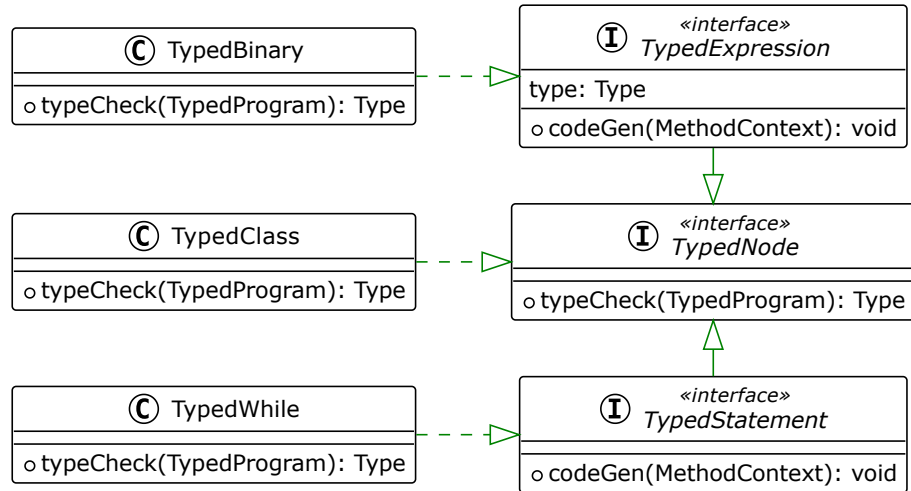 C TypedBinary
typeCheck(TypedProgram): Type
«interface»
I TypedExpression
type: Type
codeGen(MethodContext): void
C TypedClass
typeCheck(TypedProgram): Type
«interface»
I TypedNode
typeCheck(TypedProgram): Type
C TypedWhile
typeCheck(TypedProgram): Type
«interface»
I TypedStatement
codeGen(MethodContext): void